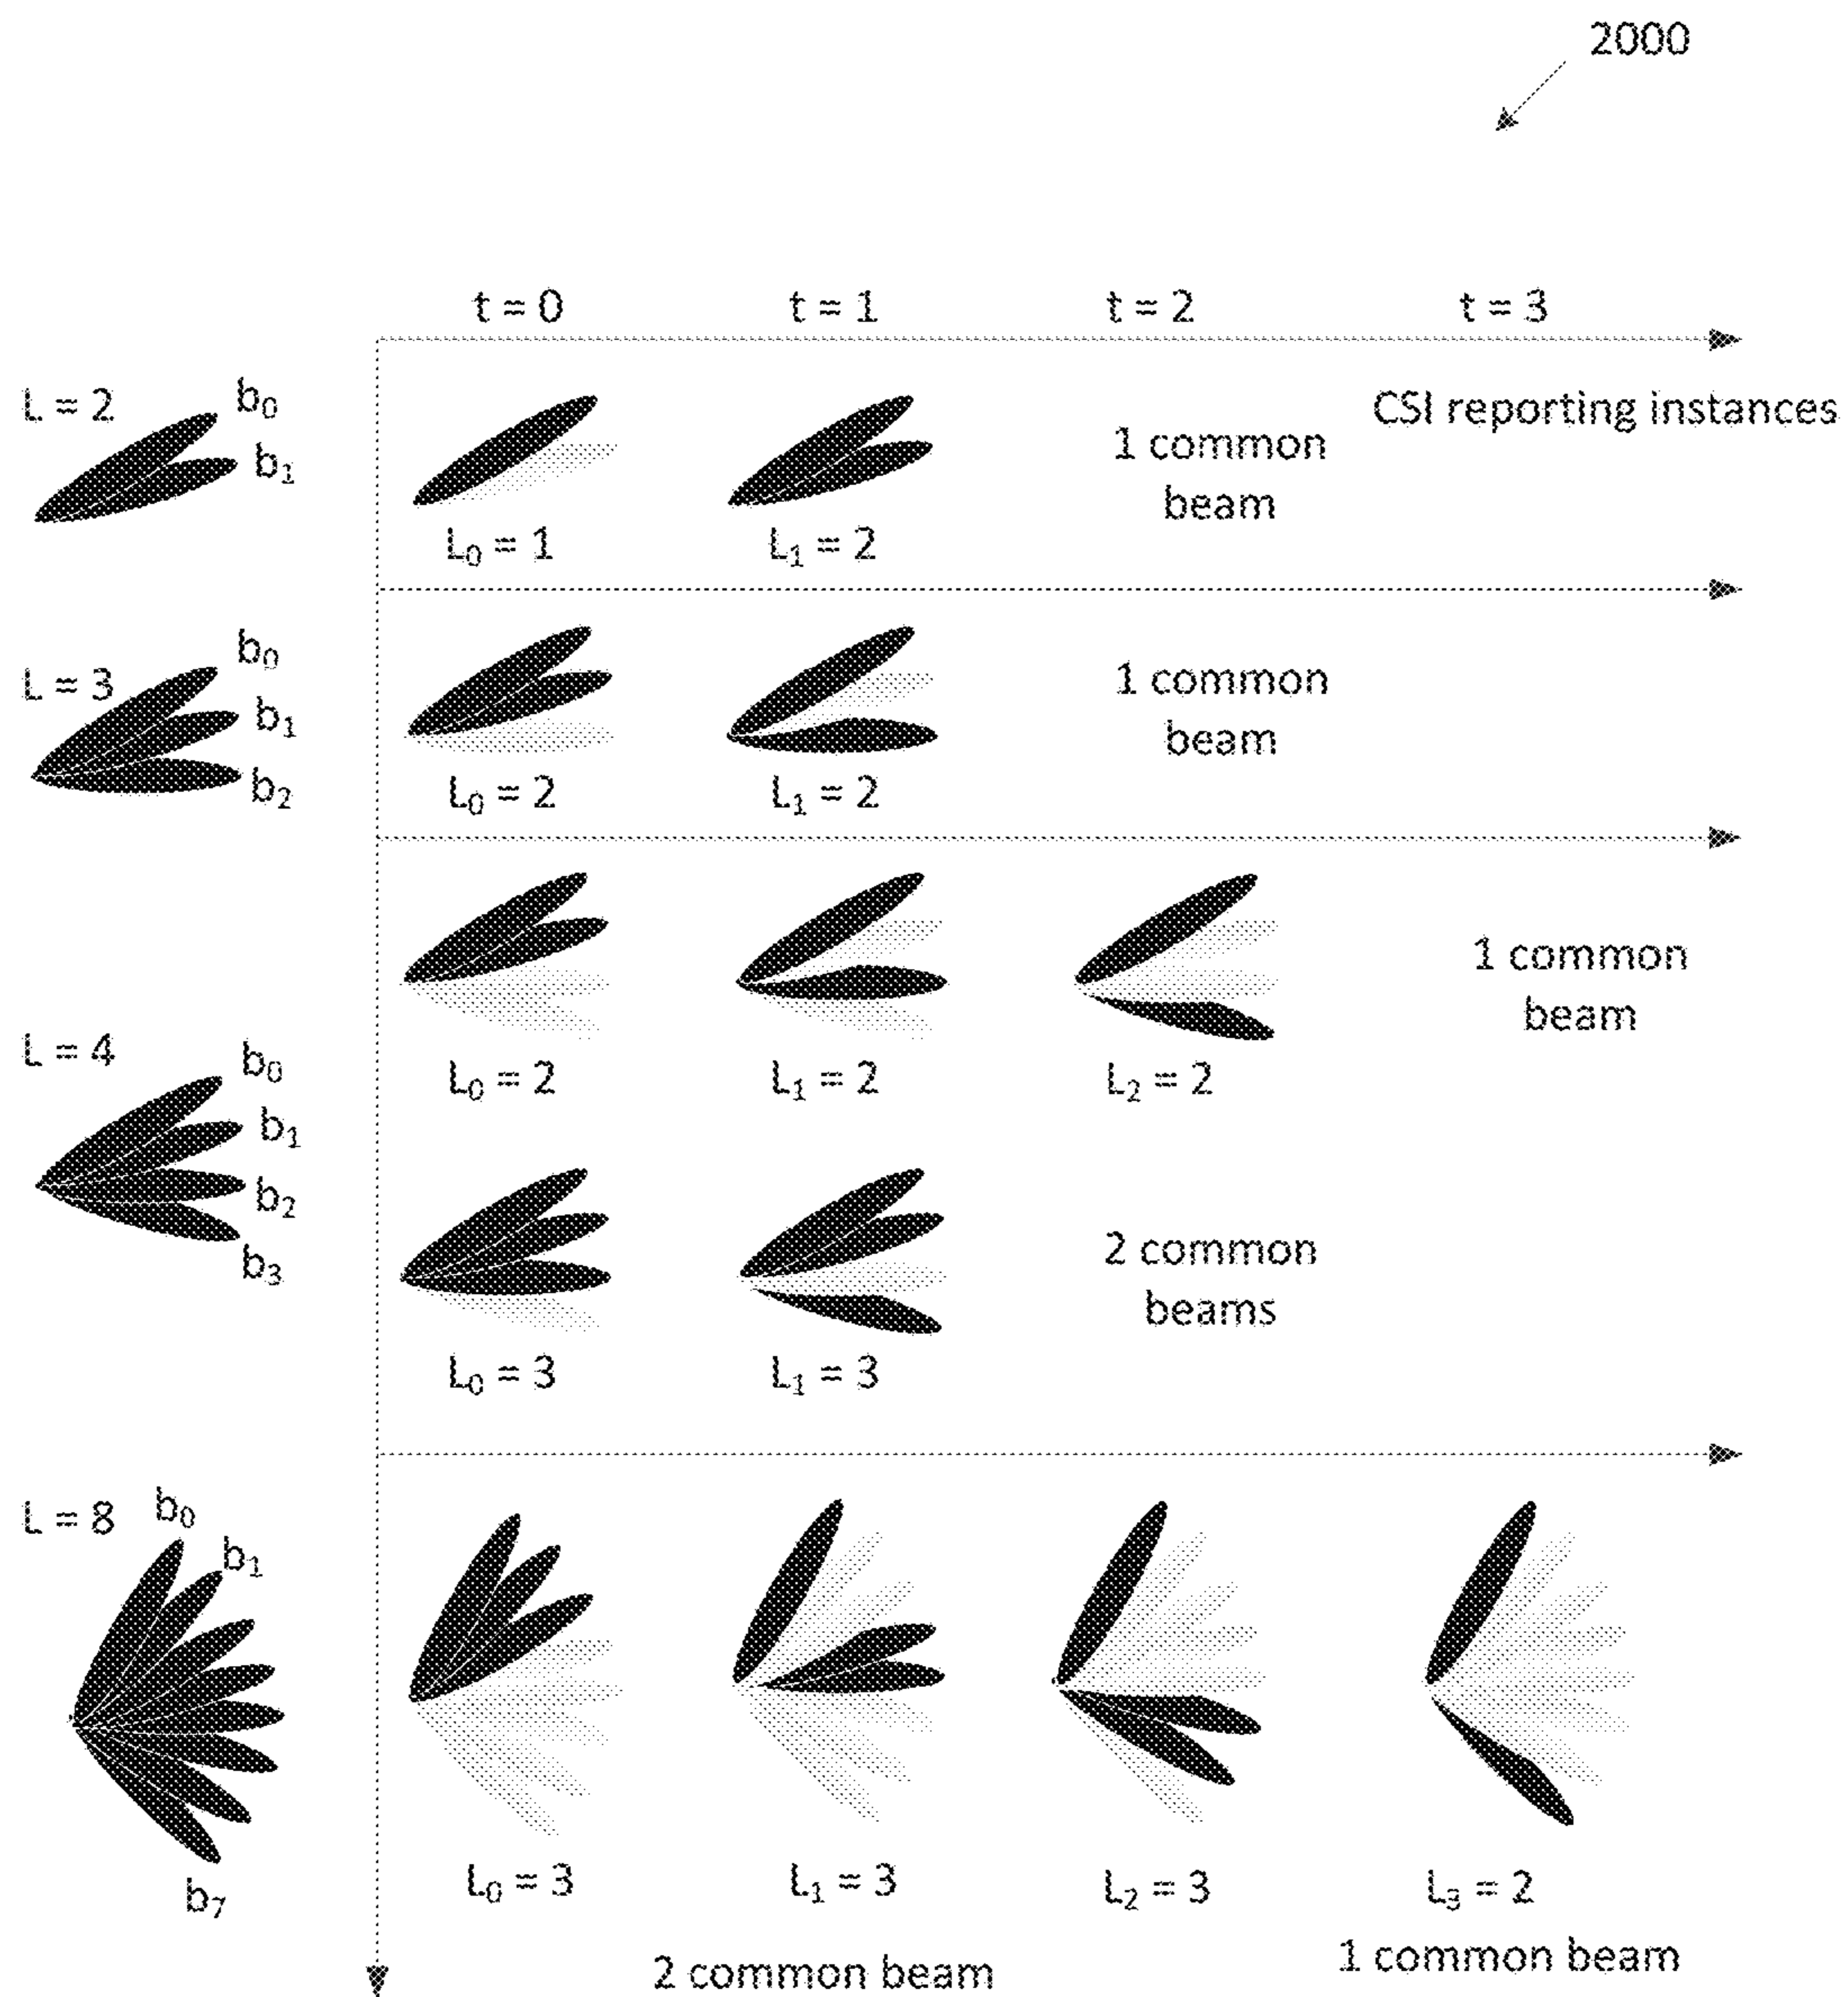 2000
t = 0 t = 1 t = 2 t = 3
CSI reporting instances
L = 2
b₀
b₁
L₀ = 1
L₁ = 2
1 common
beam
L = 3
b₀
b₁
b₂
L₀ = 2
L₁ = 2
1 common
beam
L = 4
b₀
b₁
b₂
b₃
L₀ = 2
L₁ = 2
L₂ = 2
1 common
beam
L₀ = 3
L₁ = 3
2 common
beams
L = 8
b₀
b₁
b₇
L₀ = 3
L₁ = 3
L₂ = 3
L₃ = 2
2 common beam
1 common beam